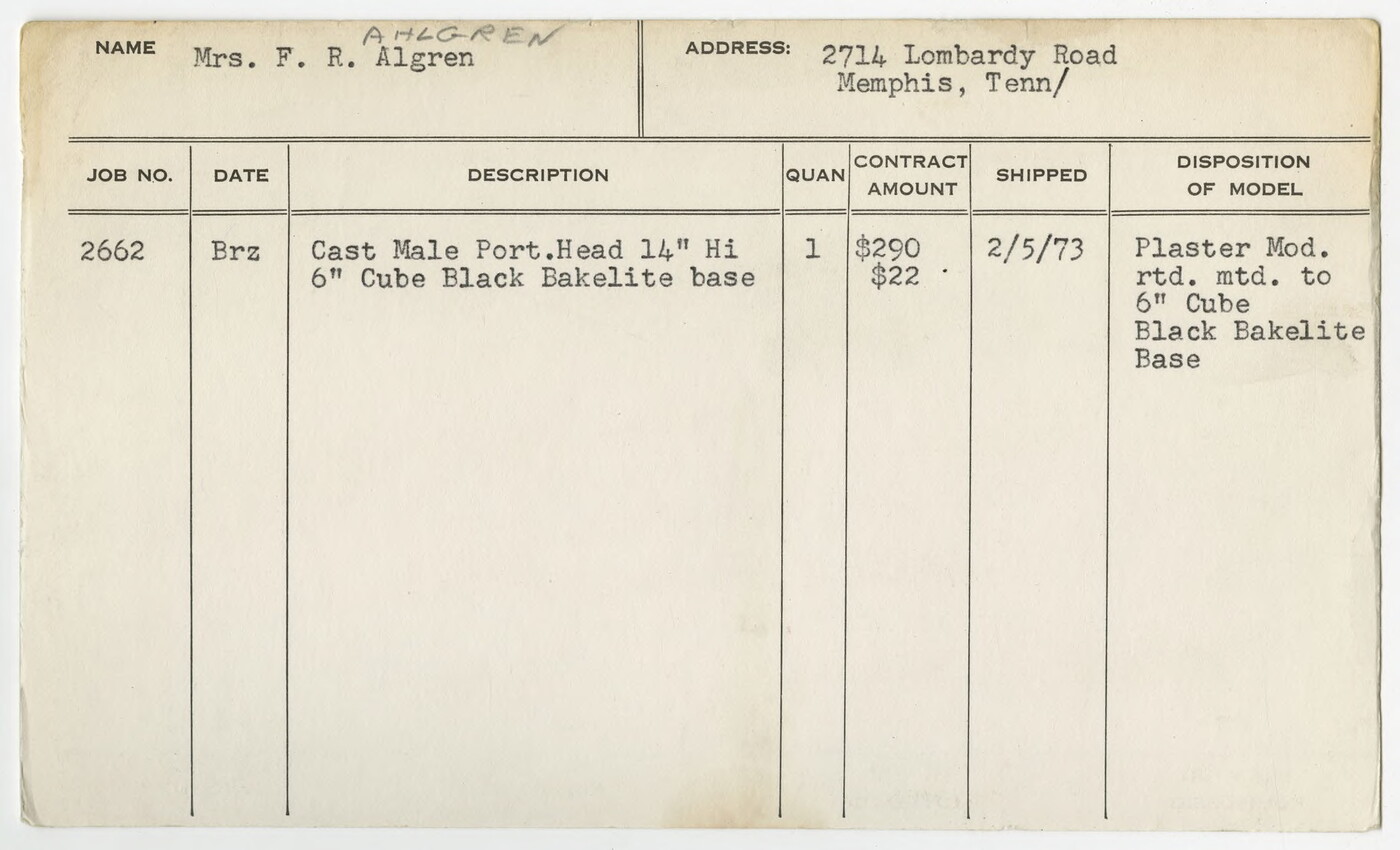 AHLGREN
NAME Mrs. F. R. Algren
ADDRESS: 2714 Lombardy Road
Memphis, Tenn/
JOB NO. DATE DESCRIPTION QUAN CONTRACT AMOUNT SHIPPED DISPOSITION OF MODEL
2662 Brz Cast Male Port.Head 14" Hi 1 $290 2/5/73 Plaster Mod.
6" Cube Black Bakelite base $22 rtd. mtd. to
6" Cube
Black Bakelite
Base